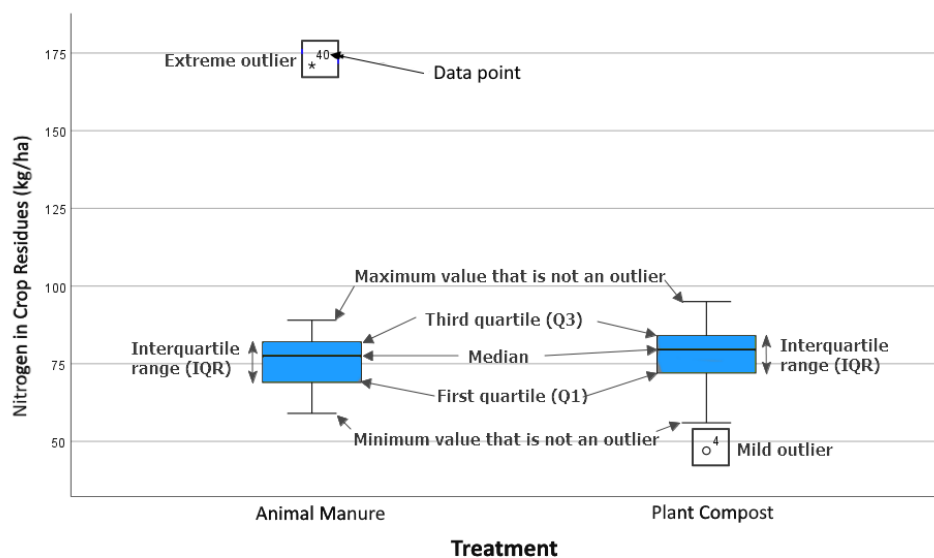 175
150
125
100
75
50
Nitrogen in Crop Residues (kg/ha)
Extreme outlier
*
40
Data point
Maximum value that is not an outlier
Third quartile (Q3)
Interquartile
range (IQR)
Median
Interquartile
range (IQR)
First quartile (Q1)
Minimum value that is not an outlier
4
Mild outlier
Animal Manure
Plant Compost
Treatment